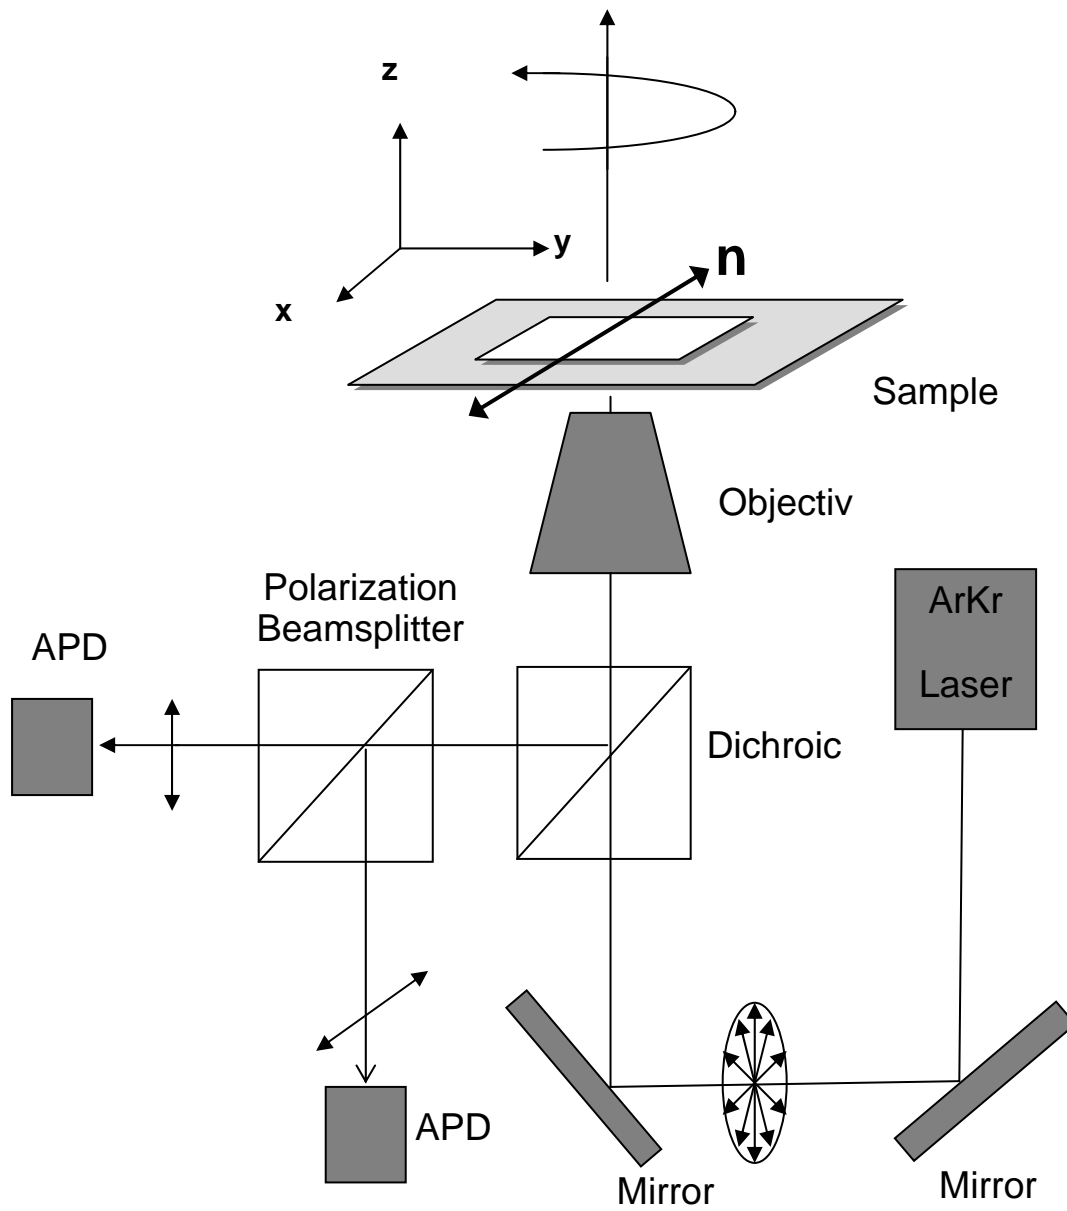 z
y
x
n
Sample
Objectiv
Polarization
Beamsplitter
APD
ArKr
Laser
Dichroic
APD
Mirror
Mirror